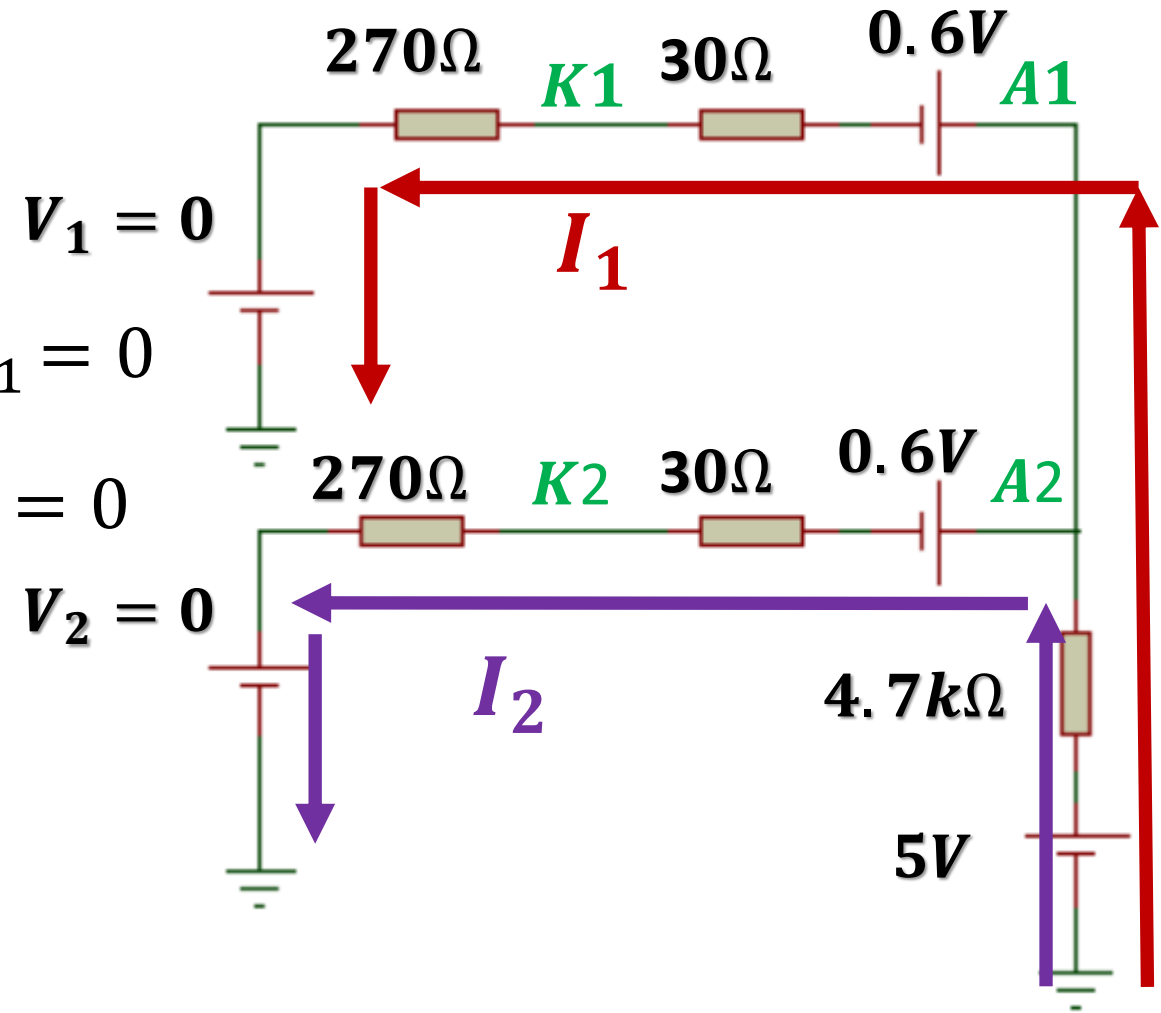 270Ω K1 30Ω 0.6V A1
V₁ = 0
I₁
₁ = 0
270Ω K2 30Ω 0.6V A2
= 0
V₂ = 0
I₂
4.7kΩ
5V